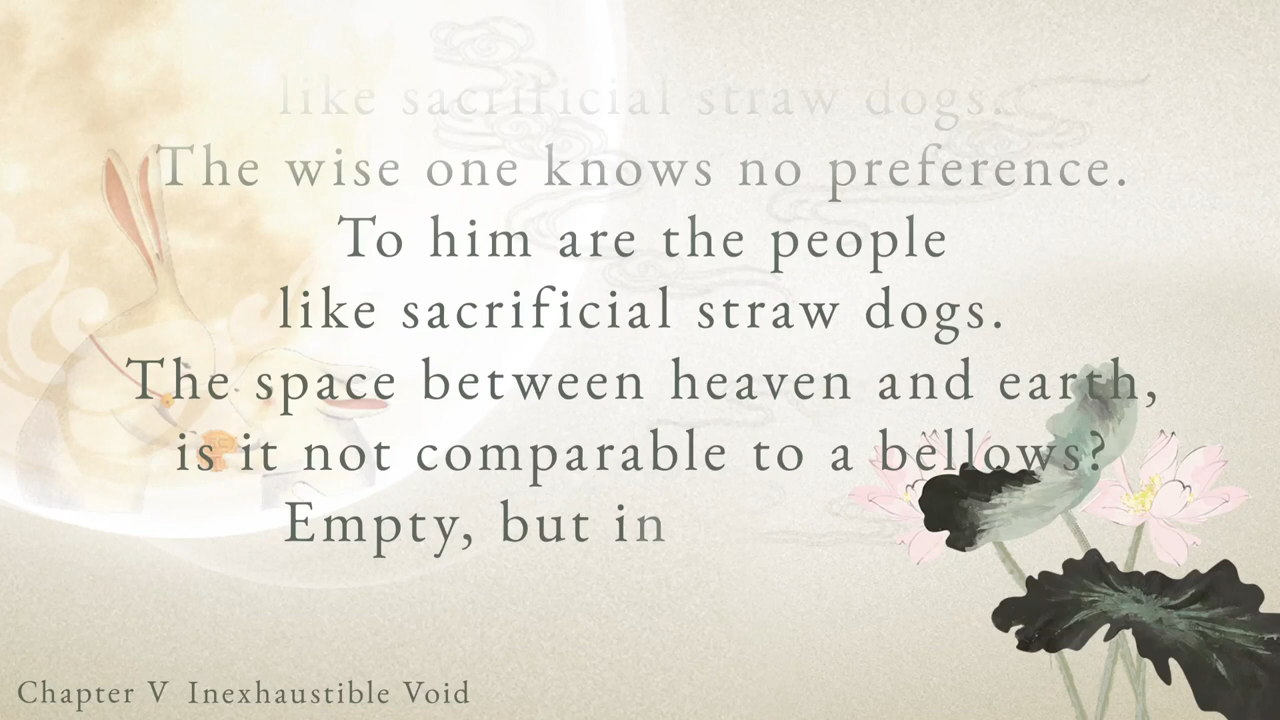 like sacrificial straw dogs.
The wise one knows no preference.
To him are the people
like sacrificial straw dogs.
The space between heaven and earth,
is it not comparable to a bellows?
Empty, but in
Chapter V Inexhaustible Void